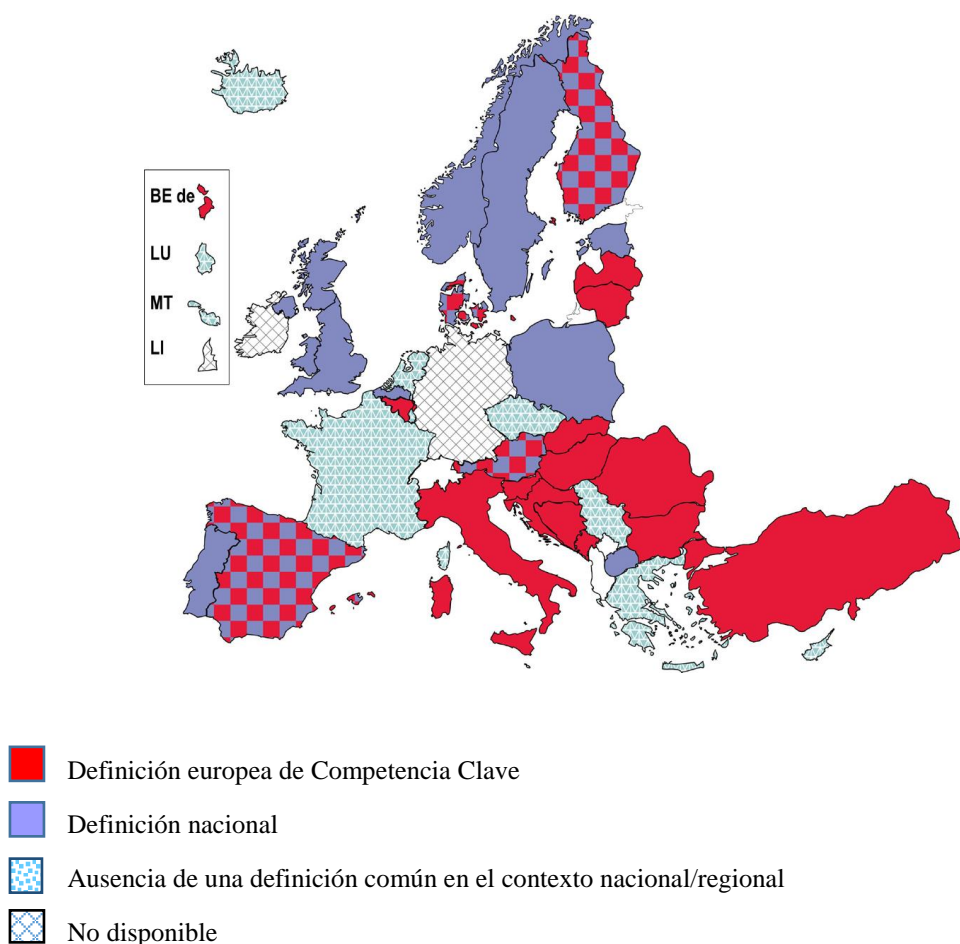 BE de
LU
MT
LI
Definición europea de Competencia Clave
Definición nacional
Ausencia de una definición común en el contexto nacional/regional
No disponible